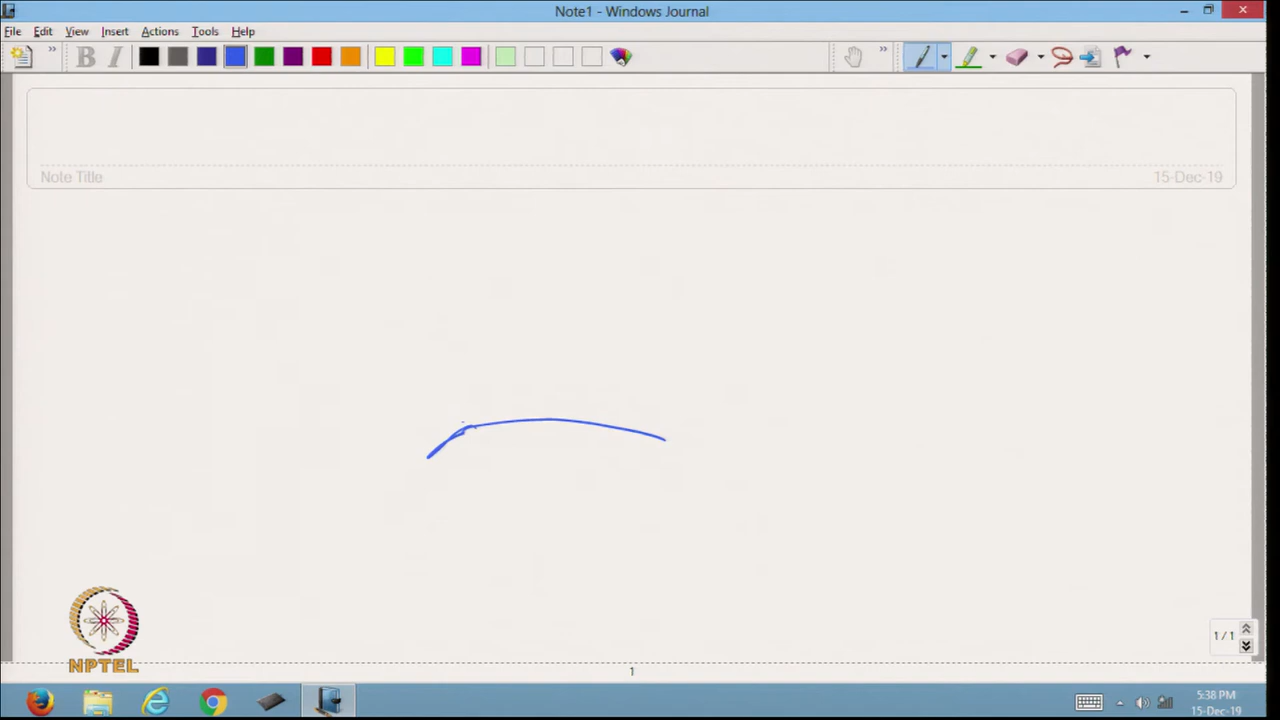 Note1 - Windows Journal
File Edit View Insert Actions Tools Help
B I
Note Title 15-Dec-19
NPTEL
1 / 1
1
5:38 PM
15-Dec-19